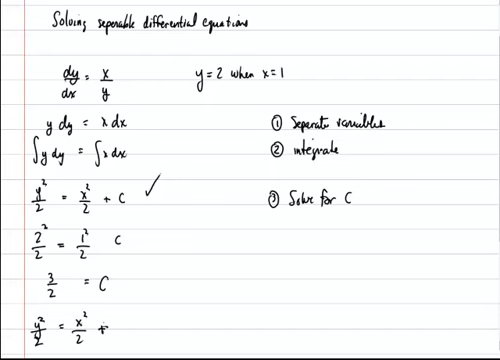 Solving seperable differential equations
dy/dx = x/y    y=2 when x=1
y dy = x dx    ① Seperate variables
∫y dy = ∫x dx    ② integrate
y²/2 = x²/2 + C ✓    ③ Solve for C
2²/2 = 1²/2 C
3/2 = C
y²/2 = x²/2 +